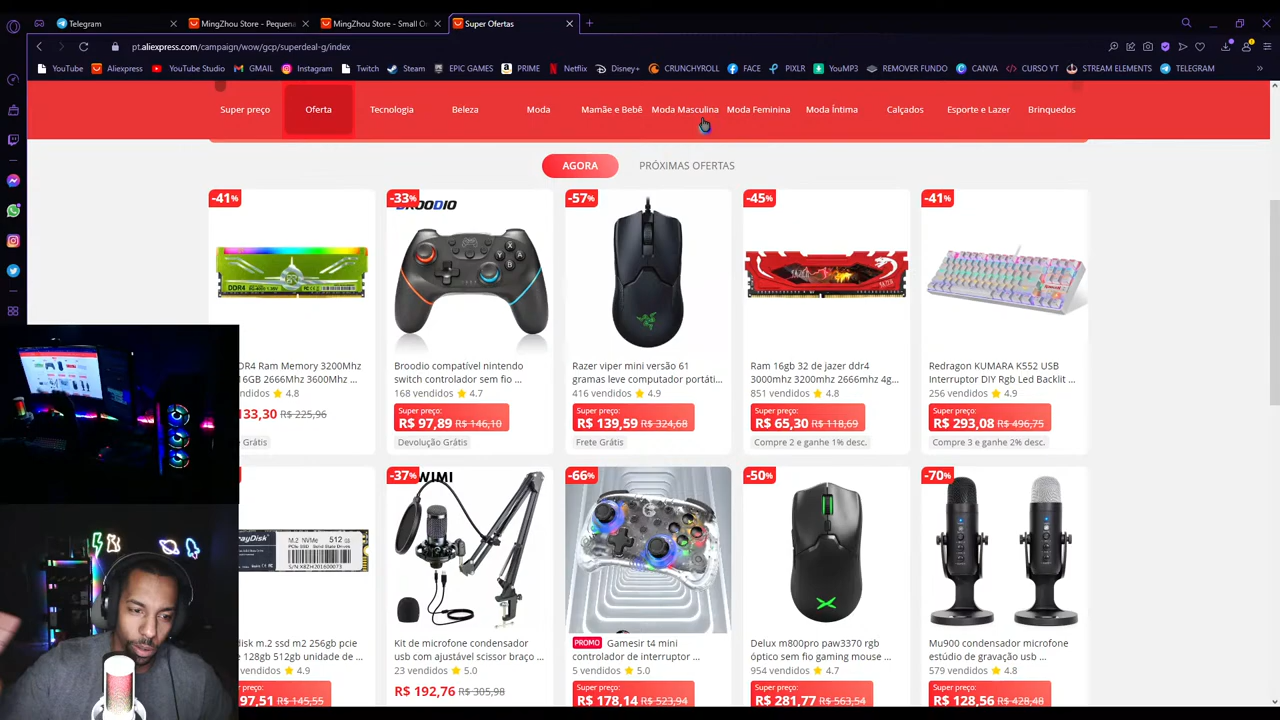 Telegram
MingZhou Store - Pequena
MingZhou Store - Small O
Super Ofertas
pt.aliexpress.com/campaign/wow/gcp/superdeal-g/index
YouTube
Aliexpress
YouTube Studio
GMAIL
Instagram
Twitch
Steam
EPIC GAMES
PRIME
Netflix
Disney+
CRUNCHYROLL
FACE
PIXLR
YouMP3
REMOVER FUNDO
CANVA
CURSO YT
STREAM ELEMENTS
TELEGRAM
Super preço
Oferta
Tecnologia
Beleza
Moda
Mamãe e Bebê
Moda Masculina
Moda Feminina
Moda Íntima
Calçados
Esporte e Lazer
Brinquedos
AGORA
PRÓXIMAS OFERTAS
-41%
-33%
BROODIO
-57%
-45%
-41%
DDR4
DR4 Ram Memory 3200Mhz
16GB 2666Mhz 3600Mhz ...
endidos 4.8
133,30 R$ 225,96
Grátis
Broodio compatível nintendo
switch controlador sem fio ...
168 vendidos 4.7
Super preço:
R$ 97,89 R$ 146,10
Devolução Grátis
Razer viper mini versão 61
gramas leve computador portáti...
416 vendidos 4.9
Super preço:
R$ 139,59 R$ 324,68
Frete Grátis
Ram 16gb 32 de jazer ddr4
3000mhz 3200mhz 2666mhz 4g...
851 vendidos 4.8
Super preço:
R$ 65,30 R$ 118,69
Compre 2 e ganhe 1% desc.
Redragon KUMARA K552 USB
Interruptor DIY Rgb Led Backlit ...
256 vendidos 4.9
Super preço:
R$ 293,08 R$ 496,75
Compre 3 e ganhe 2% desc.
-37%
-66%
-50%
-70%
M.2 NVMe 512
disk m.2 ssd m2 256gb pcie
e 128gb 512gb unidade de ...
endidos 4.9
r preço:
97,51 R$ 145,55
Kit de microfone condensador
usb com ajustável scissor braço ...
23 vendidos 5.0
R$ 192,76 R$ 305,98
PROMO Gamesir t4 mini
controlador de interruptor ...
5 vendidos 5.0
Super preço:
R$ 178,14 R$ 523,94
Delux m800pro paw3370 rgb
óptico sem fio gaming mouse ...
954 vendidos 4.7
Super preço:
R$ 281,77 R$ 563,54
Mu900 condensador microfone
estúdio de gravação usb ...
579 vendidos 4.8
Super preço:
R$ 128,56 R$ 428,48